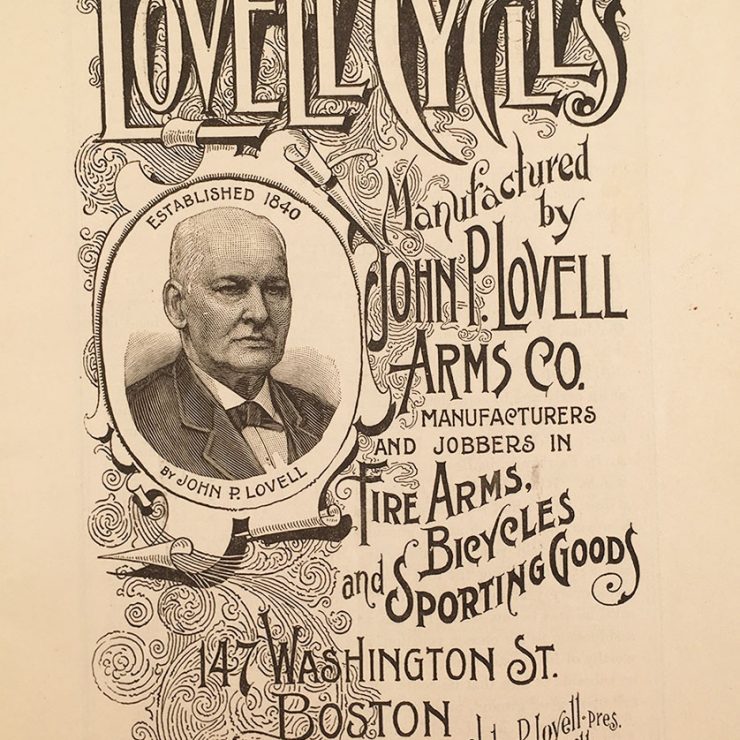 LOVELL CYCLES
ESTABLISHED 1840
BY JOHN P. LOVELL
Manufactured
by
JOHN P. LOVELL
ARMS CO.
MANUFACTURERS
AND JOBBERS IN
FIRE ARMS,
BICYCLES
and SPORTING GOODS
147 WASHINGTON ST.
BOSTON
P. Lovell-pres.